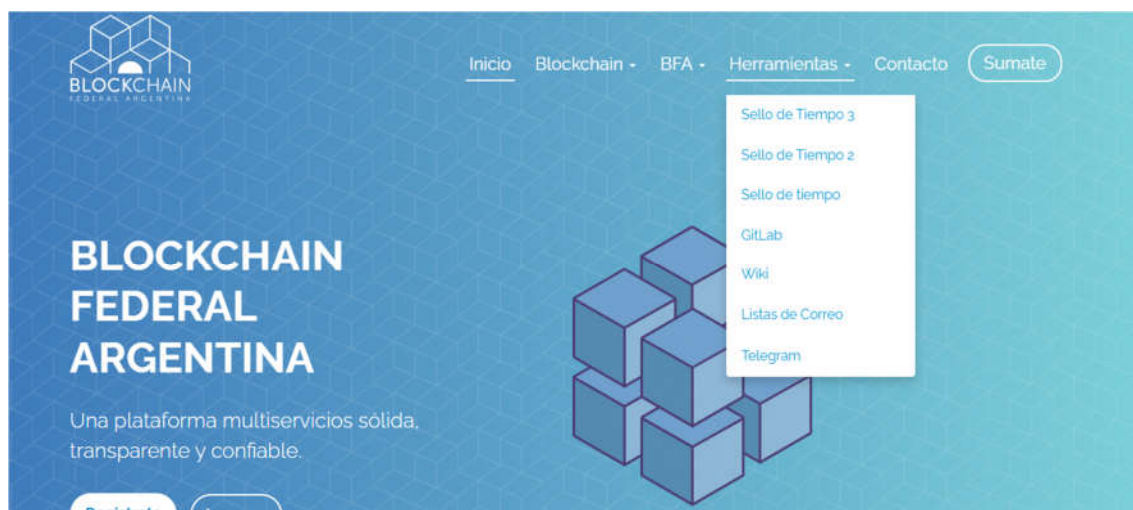 BLOCKCHAIN
FEDERAL ARGENTINA
Inicio Blockchain BFA Herramientas Contacto Sumate
Sello de Tiempo 3
Sello de Tiempo 2
Sello de tiempo
GitLab
Wiki
Listas de Correo
Telegram
BLOCKCHAIN
FEDERAL
ARGENTINA
Una plataforma multiservicios sólida,
transparente y confiable.